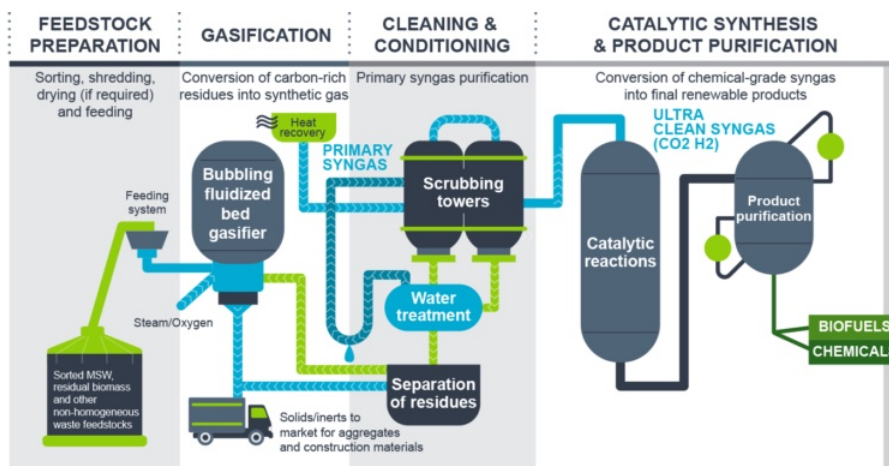 FEEDSTOCK
PREPARATION
GASIFICATION
CLEANING &
CONDITIONING
CATALYTIC SYNTHESIS
& PRODUCT PURIFICATION
Sorting, shredding,
drying (if required)
and feeding
Conversion of carbon-rich
residues into synthetic gas
Primary syngas purification
Conversion of chemical-grade syngas
into final renewable products
Heat
recovery
PRIMARY
SYNGAS
ULTRA
CLEAN SYNGAS
(CO2 H2)
Bubbling
fluidized
bed
gasifier
Scrubbing
towers
Feeding
system
Product
purification
Catalytic
reactions
Water
treatment
Steam/Oxygen
BIOFUELS
CHEMICALS
Sorted MSW,
residual biomass
and other
non-homogeneous
waste feedstocks
Separation
of residues
Solids/inerts to
market for aggregates
and construction materials